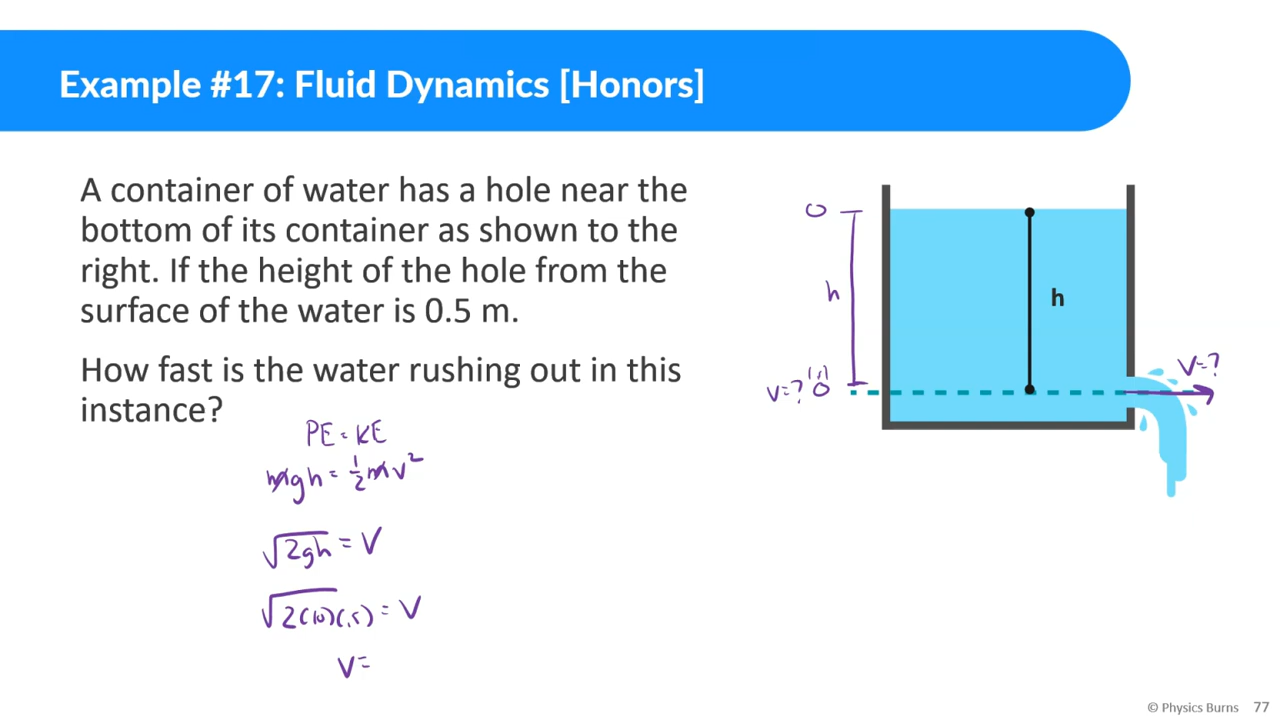 Example #17: Fluid Dynamics [Honors]
A container of water has a hole near the
bottom of its container as shown to the
right. If the height of the hole from the
surface of the water is 0.5 m.
How fast is the water rushing out in this
instance?
PE = KE
mgh = 1/2 mv²
√2gh = V
√2(10)(.5) = V
V=
0
h
V=? 0
h
V=?
© Physics Burns 77